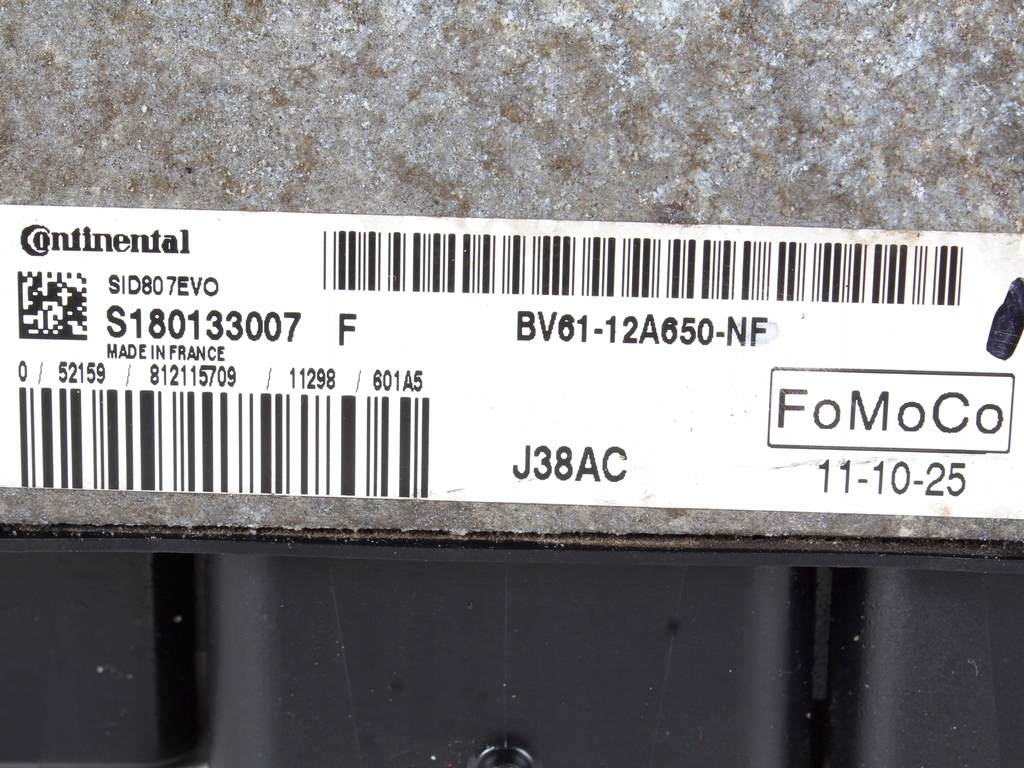 Continental
SID807EVO
S180133007 F
BV61-12A650-NF
MADE IN FRANCE
0 / 52159 / 812115709 / 11298 / 601A5
FoMoCo
J38AC
11-10-25